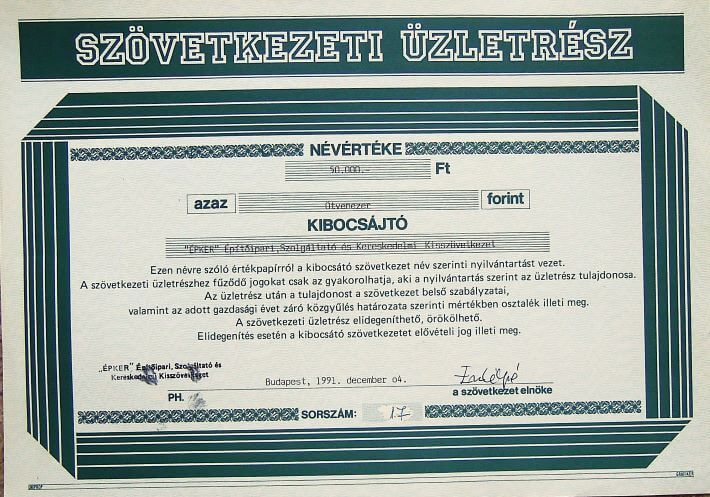 SZÖVETKEZETI ÜZLETRÉSZ
NÉVÉRTÉKE
50.000.- Ft
azaz Ötvenezer forint
KIBOCSÁJTÓ
"ÉPKER" Építőipari,Szolgáltató és Kereskedelmi Kisszövetkezet
Ezen névre szóló értékpapírról a kibocsátó szövetkezet név szerinti nyilvántartást vezet.
A szövetkezeti üzletrészhez fűződő jogokat csak az gyakorolhatja, aki a nyilvántartás szerint az üzletrész tulajdonosa.
Az üzletrész után a tulajdonost a szövetkezet belső szabályzatai,
valamint az adott gazdasági évet záró közgyűlés határozata szerinti mértékben osztalék illeti meg.
A szövetkezeti üzletrész elidegeníthető, örökölhető.
Elidegenítés esetén a kibocsátó szövetkezetet elővételi jog illeti meg.
„ÉPKER" Építőipari, Szolgáltató és
Kereskedelmi Kisszövetkezet
Budapest, 1991. december 04.
PH.
a szövetkezet elnöke
SORSZÁM: 17